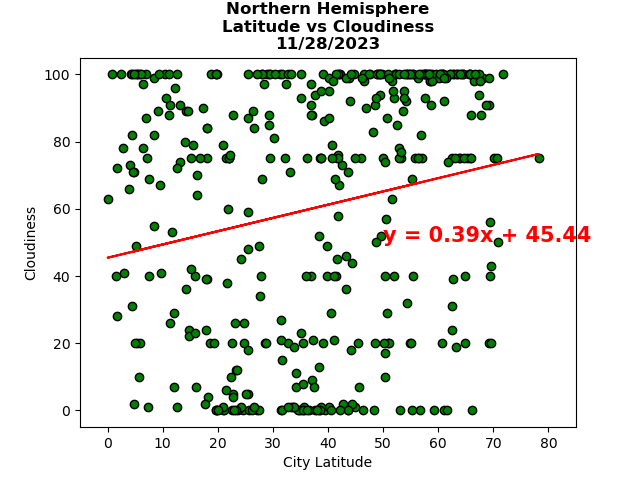 Northern Hemisphere
Latitude vs Cloudiness
11/28/2023
100
80
60
40
20
0
Cloudiness
y = 0.39x + 45.44
0 10 20 30 40 50 60 70 80
City Latitude